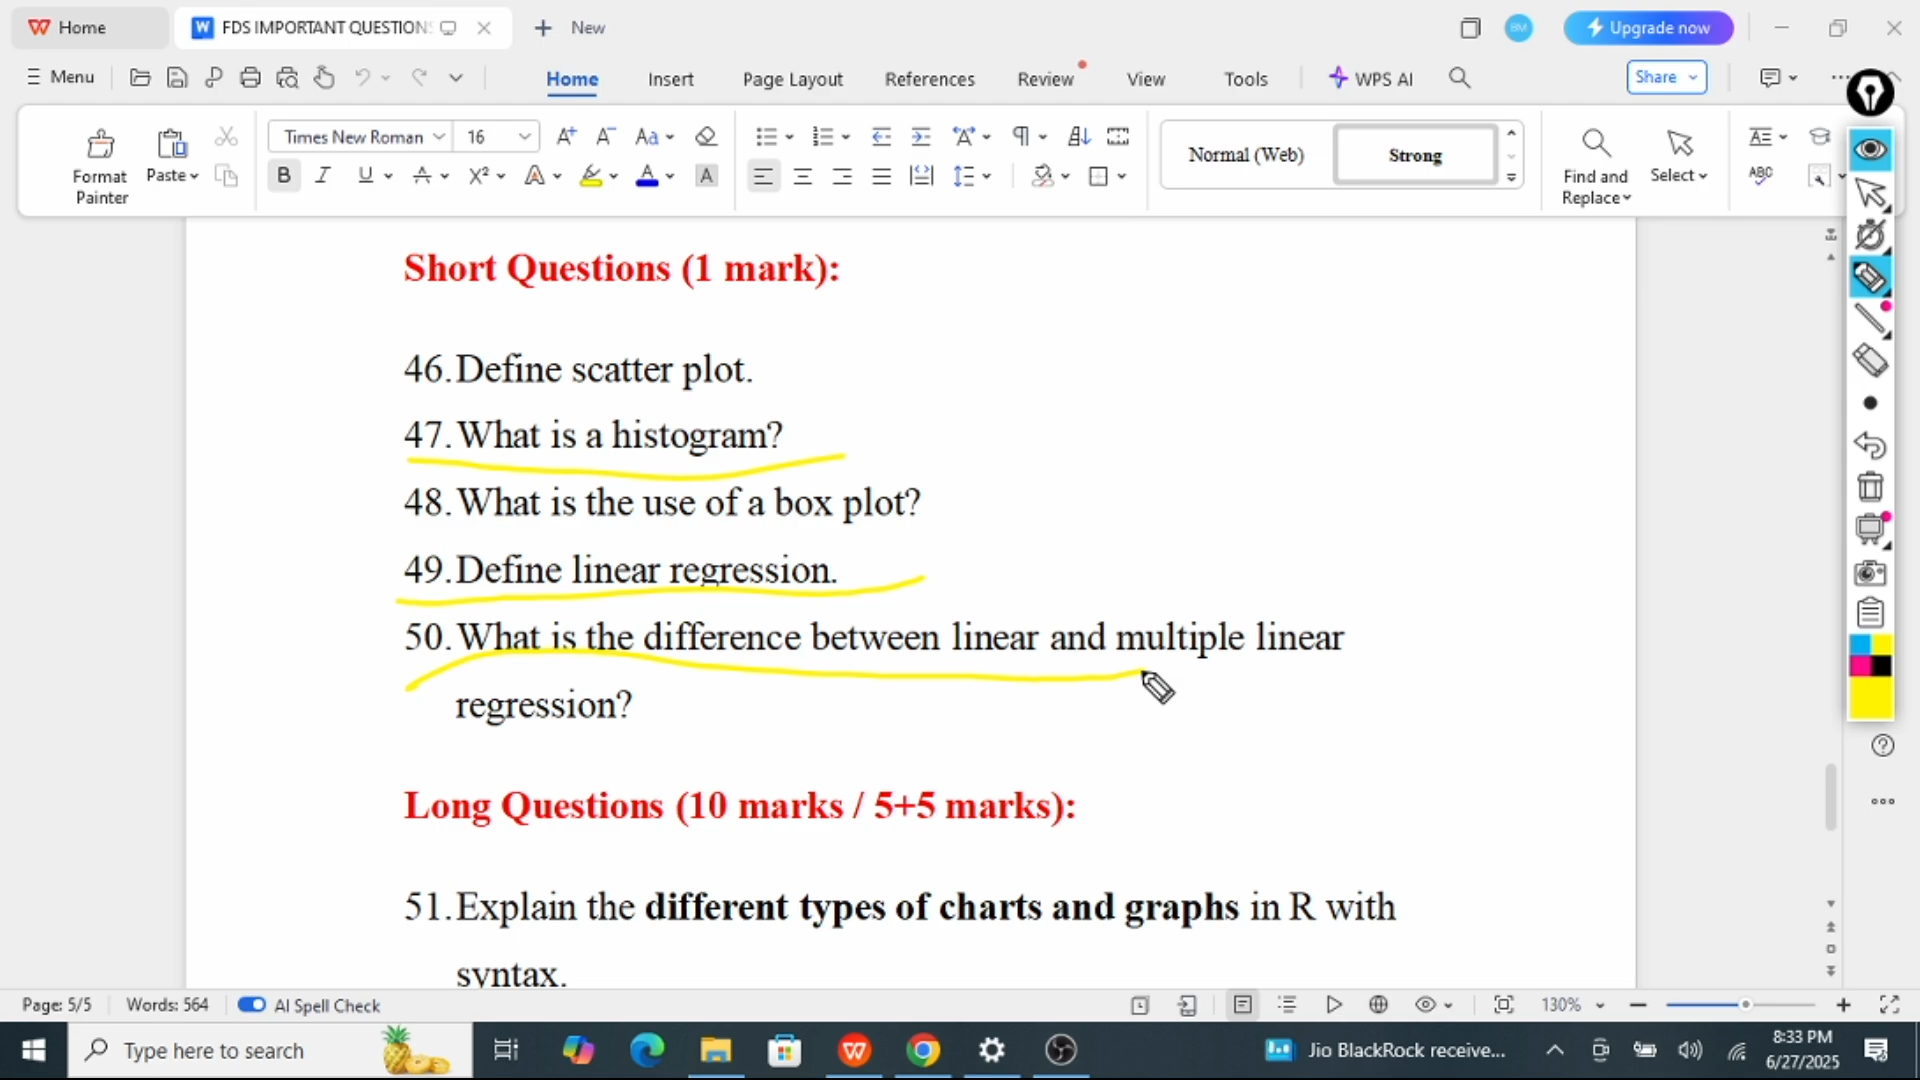 Home
FDS IMPORTANT QUESTION
New
BM
Upgrade now
Menu
Home
Insert
Page Layout
References
Review
View
Tools
WPS AI
Share
Format
Painter
Paste
Times New Roman
16
Normal (Web)
Strong
Find and
Replace
Select
Short Questions (1 mark):
46. Define scatter plot.
47. What is a histogram?
48. What is the use of a box plot?
49. Define linear regression.
50. What is the difference between linear and multiple linear
regression?
Long Questions (10 marks / 5+5 marks):
51. Explain the different types of charts and graphs in R with
syntax.
Page: 5/5
Words: 564
AI Spell Check
130%
Type here to search
Jio BlackRock receive...
8:33 PM
6/27/2025